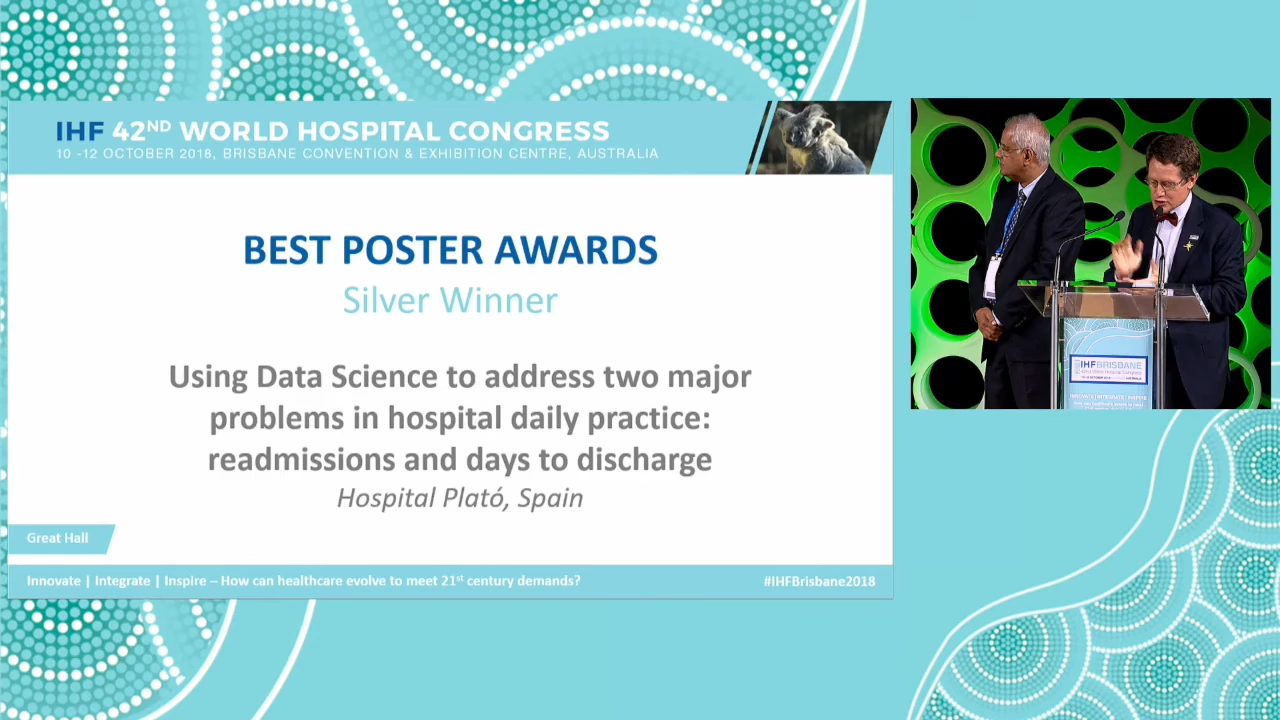 IHF 42ND WORLD HOSPITAL CONGRESS
10 -12 OCTOBER 2018, BRISBANE CONVENTION & EXHIBITION CENTRE, AUSTRALIA
BEST POSTER AWARDS
Silver Winner
Using Data Science to address two major
problems in hospital daily practice:
readmissions and days to discharge
Hospital Plató, Spain
Great Hall
Innovate | Integrate | Inspire – How can healthcare evolve to meet 21st century demands?
#IHFBrisbane2018
IHFBRISBANE